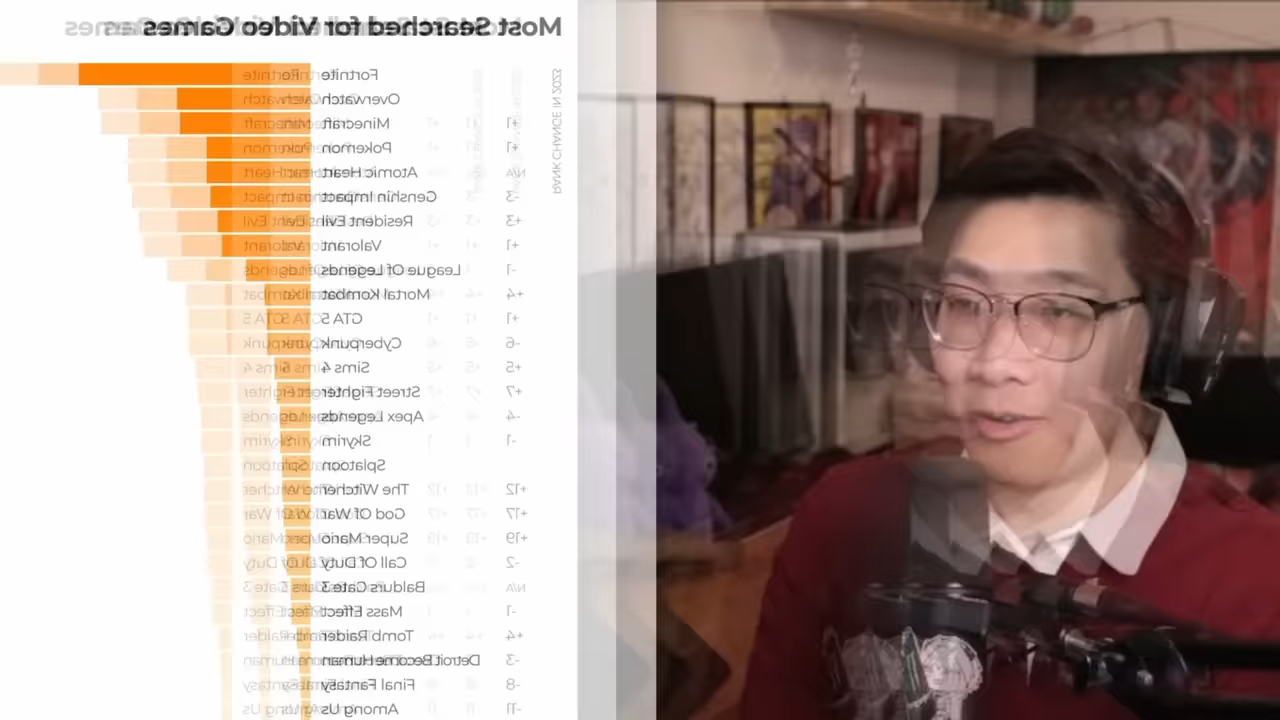 Most Searched for Video Games
RANK CHANGE IN 2023
Fortnite
Overwatch
Minecraft +1
Pokemon +1
Atomic Heart N/A
Genshin Impact -3
Resident Evil +3
Valorant +1
League Of Legends -1
Mortal Kombat +4
GTA 5 +1
Cyberpunk -6
Sims 4 +5
Street Fighter +7
Apex Legends -4
Skyrim -1
Splatoon
The Witcher +12
God Of War +17
Super Mario +19
Call Of Duty -2
Baldurs Gate 3 N/A
Mass Effect -1
Tomb Raider +4
Detroit Become Human -3
Final Fantasy -8
Among Us -11